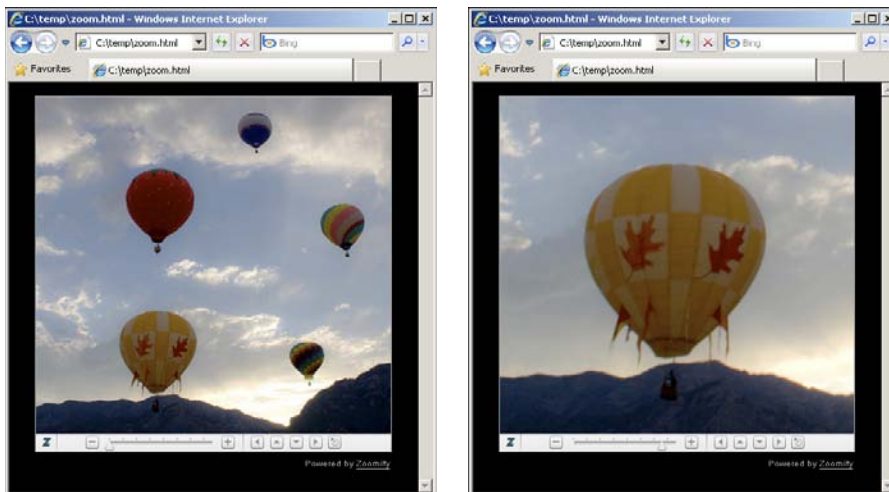 C:\temp\zoom.html - Windows Internet Explorer
C:\temp\zoom.html
Bing
Favorites
C:\temp\zoom.html
Z
Powered by Zoomify
C:\temp\zoom.html - Windows Internet Explorer
C:\temp\zoom.html
Bing
Favorites
C:\temp\zoom.html
Z
Powered by Zoomify